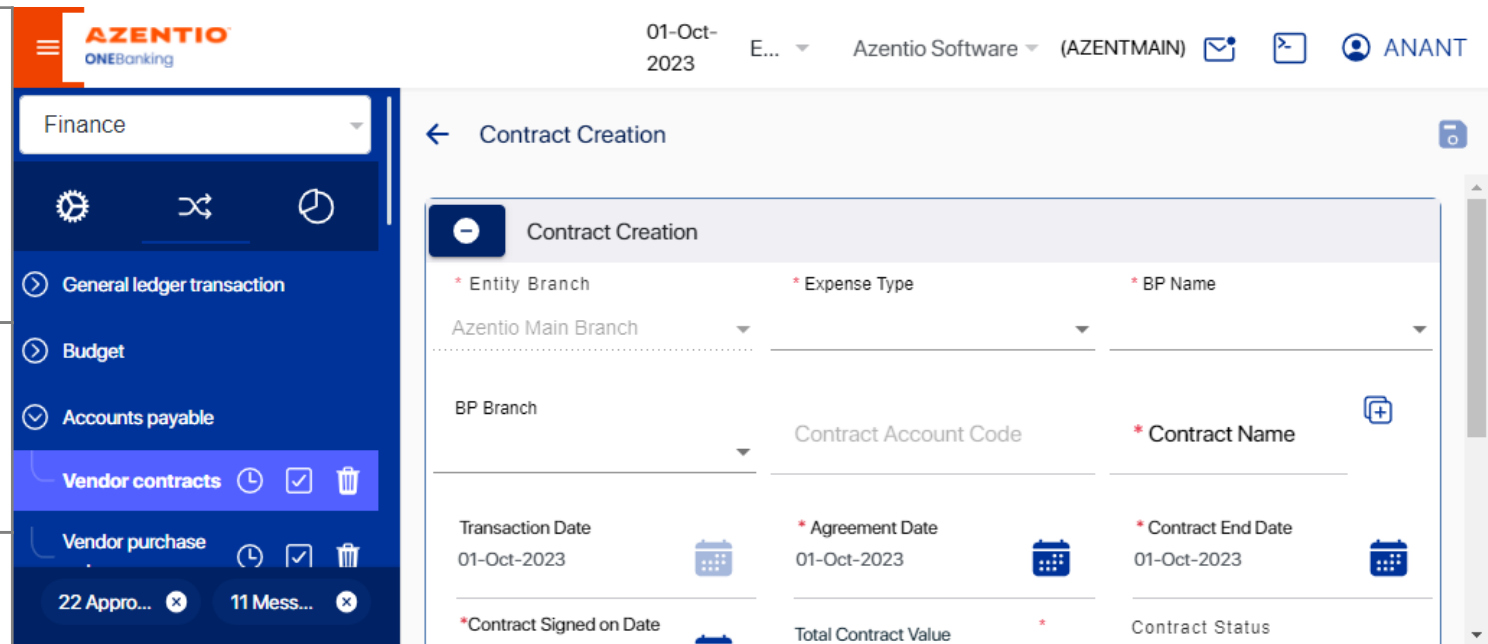 AZENTIO
ONEBanking
01-Oct-
2023
E...
Azentio Software
(AZENTMAIN)
ANANT
Finance
General ledger transaction
Budget
Accounts payable
Vendor contracts
Vendor purchase
22 Appro...
11 Mess...
Contract Creation
Contract Creation
* Entity Branch
* Expense Type
* BP Name
Azentio Main Branch
BP Branch
Contract Account Code
* Contract Name
Transaction Date
* Agreement Date
* Contract End Date
01-Oct-2023
01-Oct-2023
01-Oct-2023
*Contract Signed on Date
Total Contract Value *
Contract Status